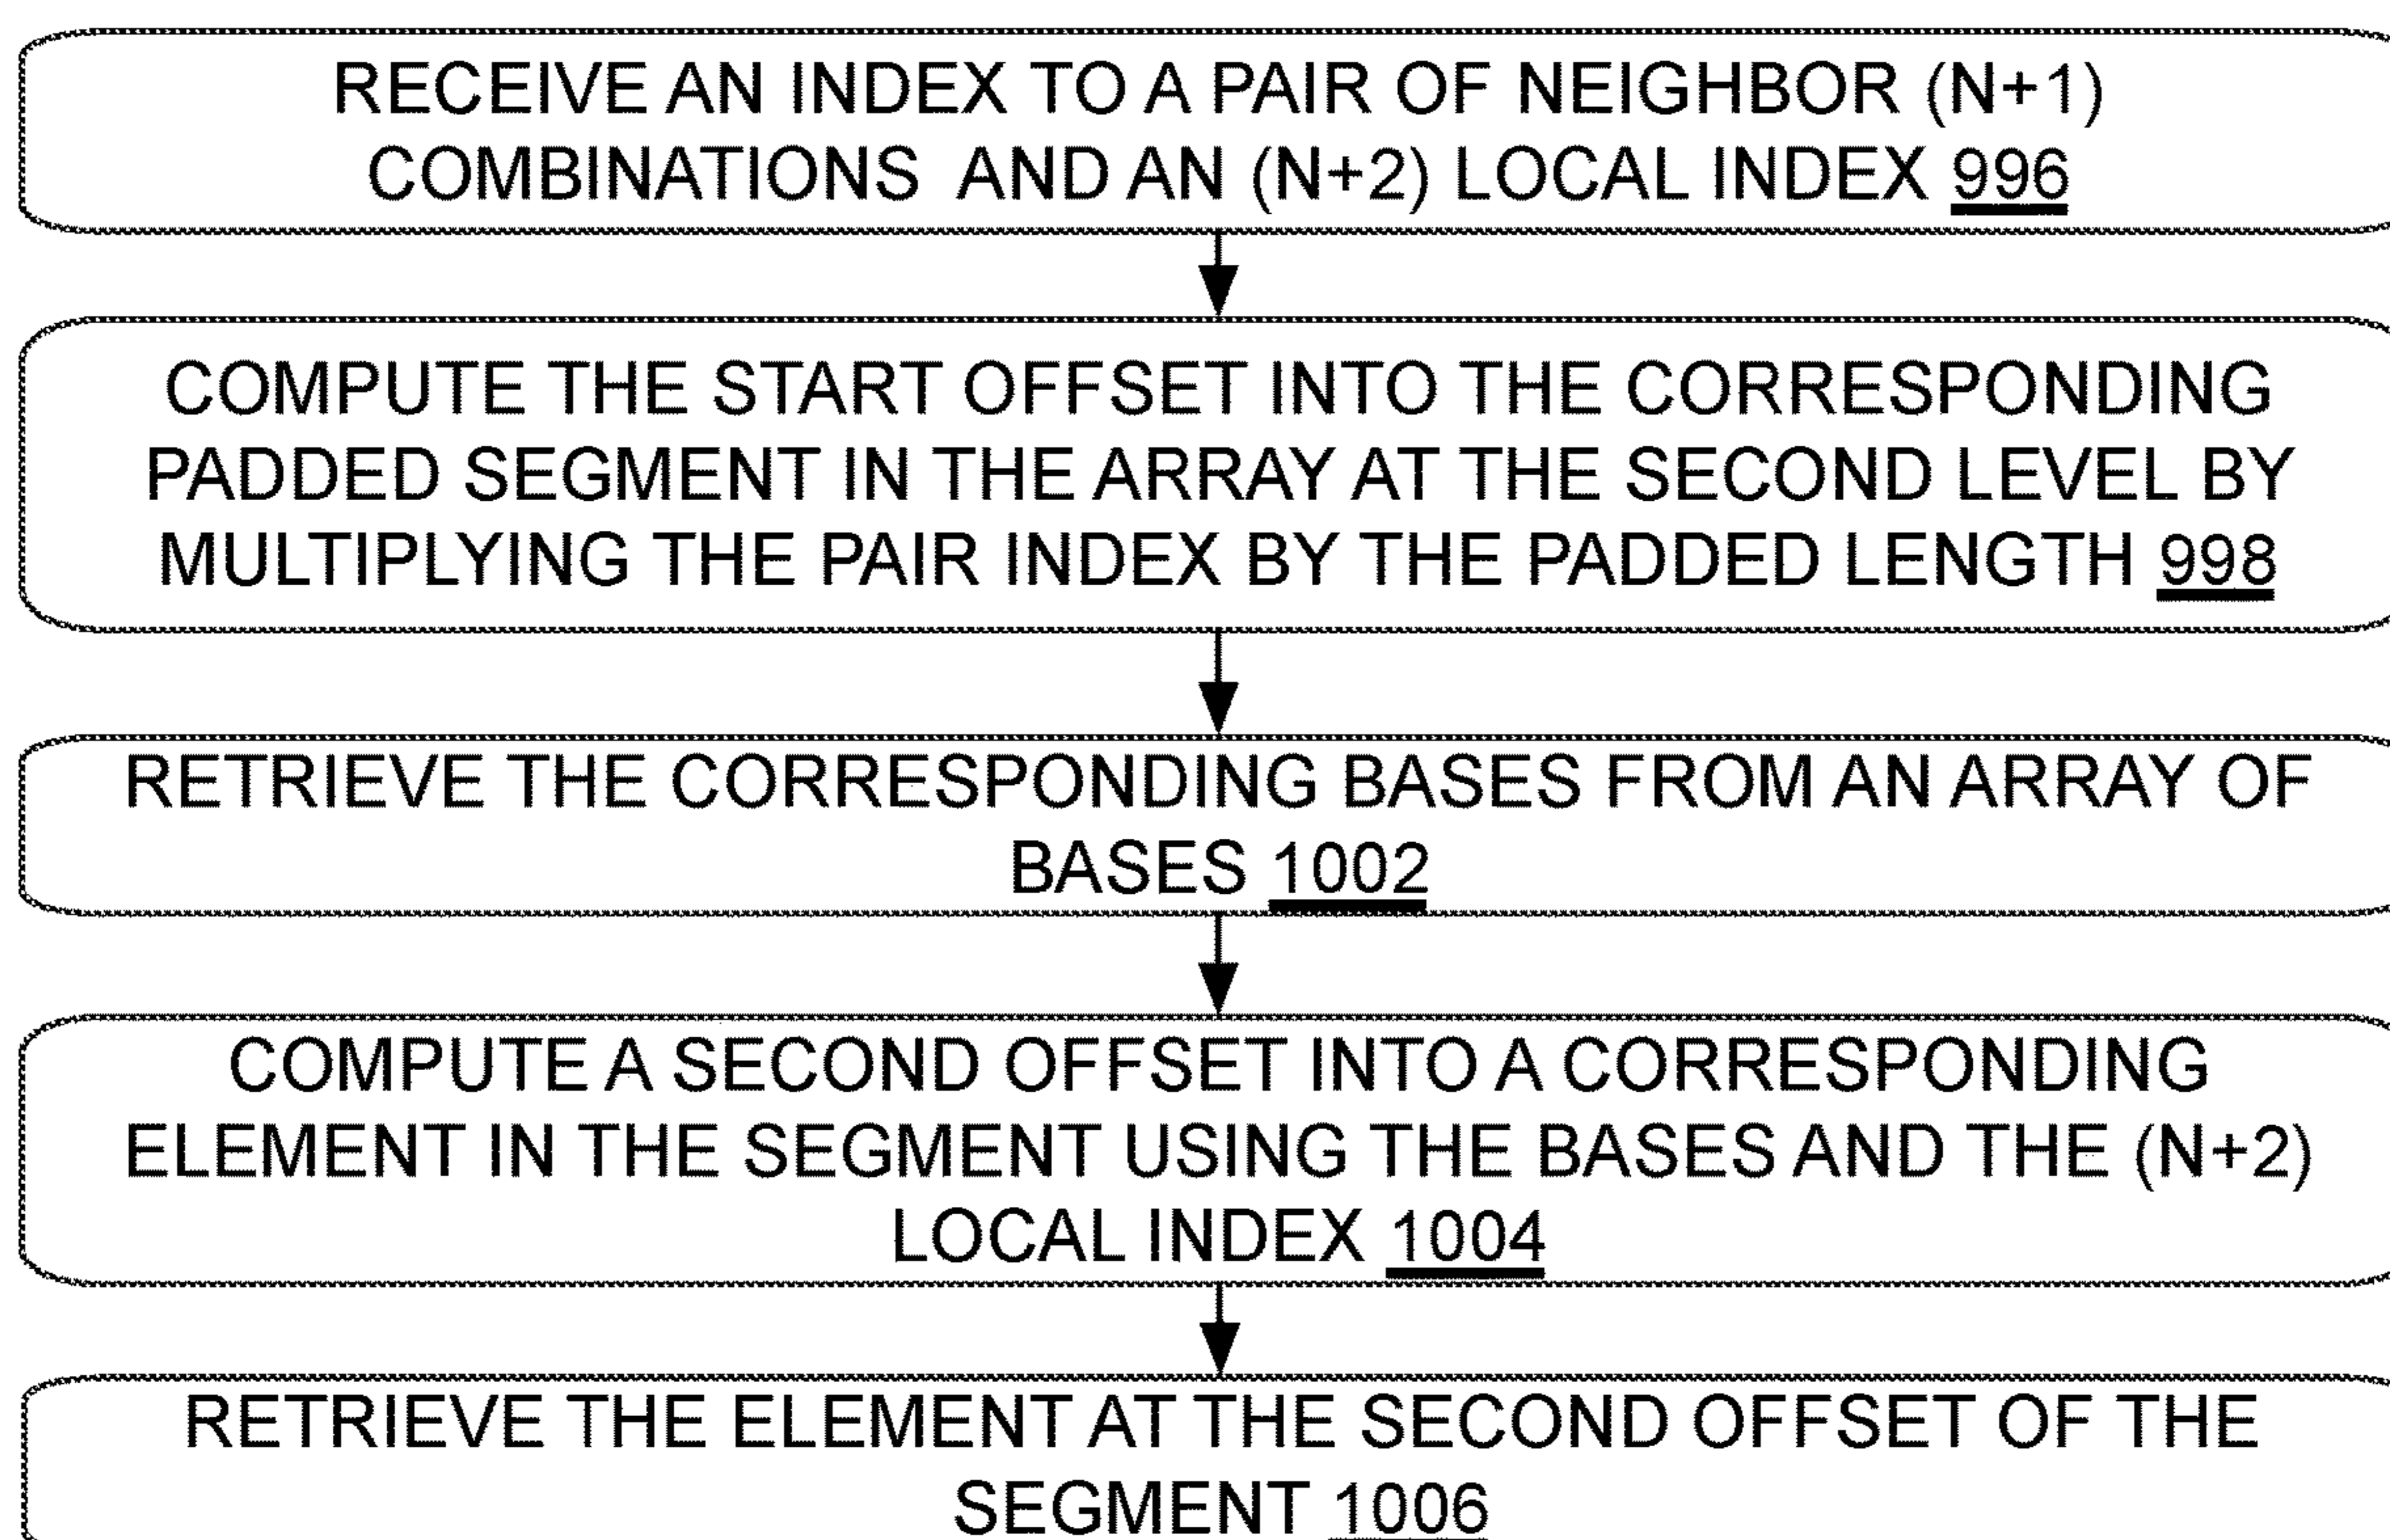 RECEIVE AN INDEX TO A PAIR OF NEIGHBOR (N+1)
COMBINATIONS AND AN (N+2) LOCAL INDEX 996
COMPUTE THE START OFFSET INTO THE CORRESPONDING
PADDED SEGMENT IN THE ARRAY AT THE SECOND LEVEL BY
MULTIPLYING THE PAIR INDEX BY THE PADDED LENGTH 998
RETRIEVE THE CORRESPONDING BASES FROM AN ARRAY OF
BASES 1002
COMPUTE A SECOND OFFSET INTO A CORRESPONDING
ELEMENT IN THE SEGMENT USING THE BASES AND THE (N+2)
LOCAL INDEX 1004
RETRIEVE THE ELEMENT AT THE SECOND OFFSET OF THE
SEGMENT 1006